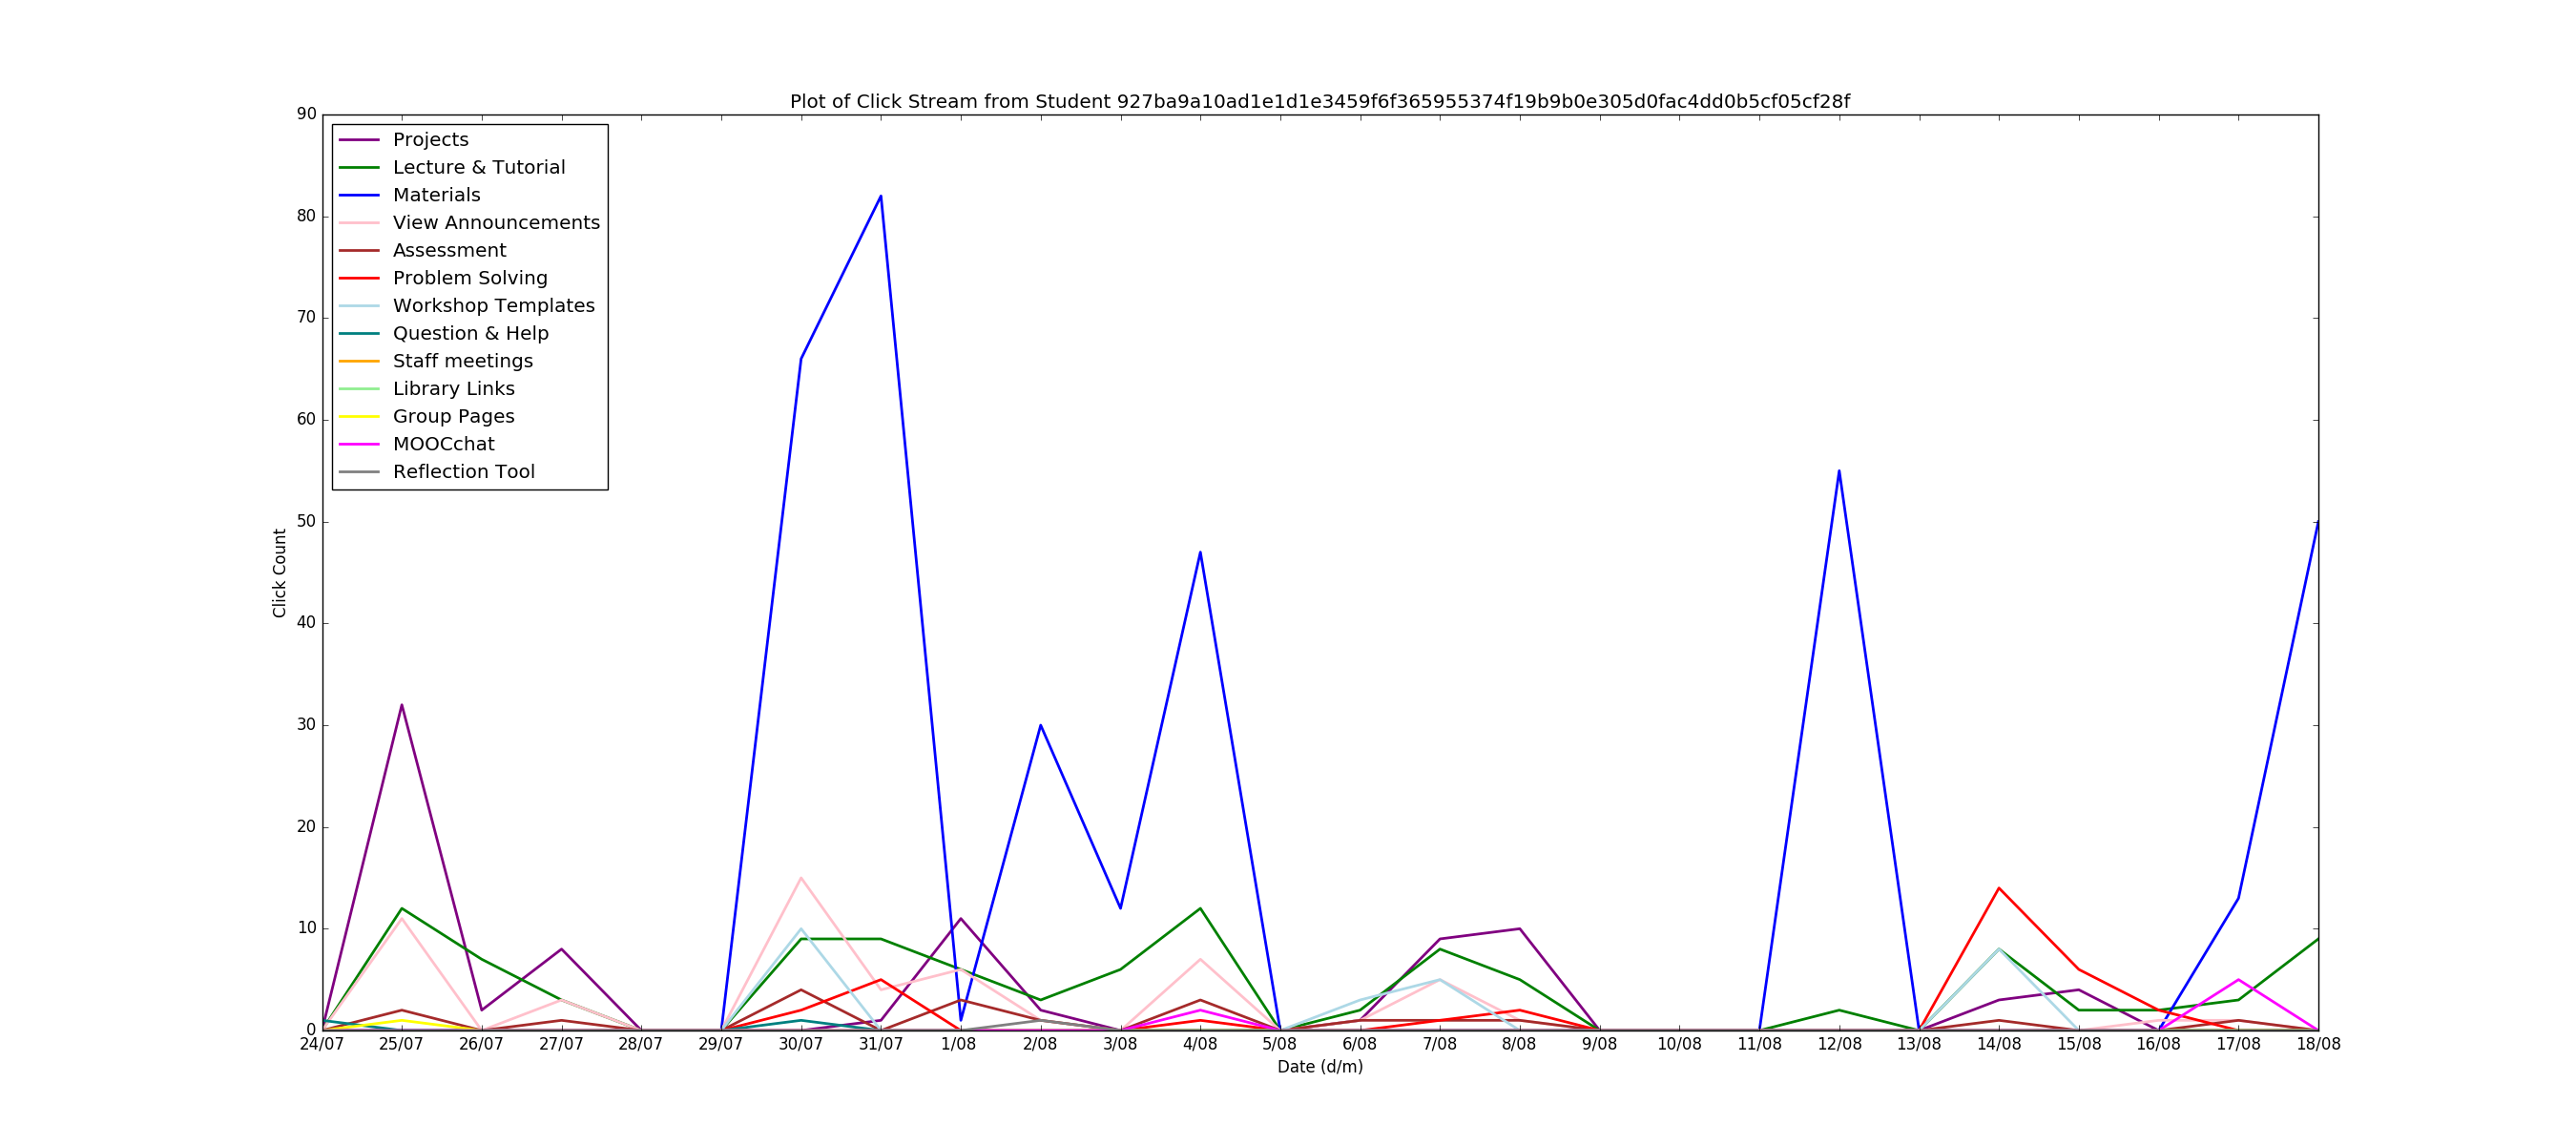 Plot of Click Stream from Student 927ba9a10ad1e1d1e3459f6f365955374f19b9b0e305d0fac4dd0b5cf05cf28f
90
80
70
60
50
40
30
20
10
0
Click Count
Projects
Lecture & Tutorial
Materials
View Announcements
Assessment
Problem Solving
Workshop Templates
Question & Help
Staff meetings
Library Links
Group Pages
MOOCchat
Reflection Tool
24/07 25/07 26/07 27/07 28/07 29/07 30/07 31/07 1/08 2/08 3/08 4/08 5/08 6/08 7/08 8/08 9/08 10/08 11/08 12/08 13/08 14/08 15/08 16/08 17/08 18/08
Date (d/m)